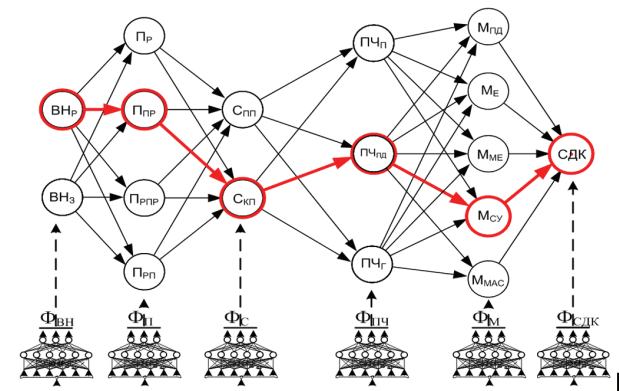 П_Р ПЧ_П М_ПД
ВН_Р П_ПР С_ПП М_Е
ПЧ_ПД М_МЕ СДК
ВН_З П_РПР С_КП М_СУ
П_РП ПЧ_Г М_МАС
Ф_ВН Ф_П Ф_С Ф_ПЧ Ф_М Ф_СДК